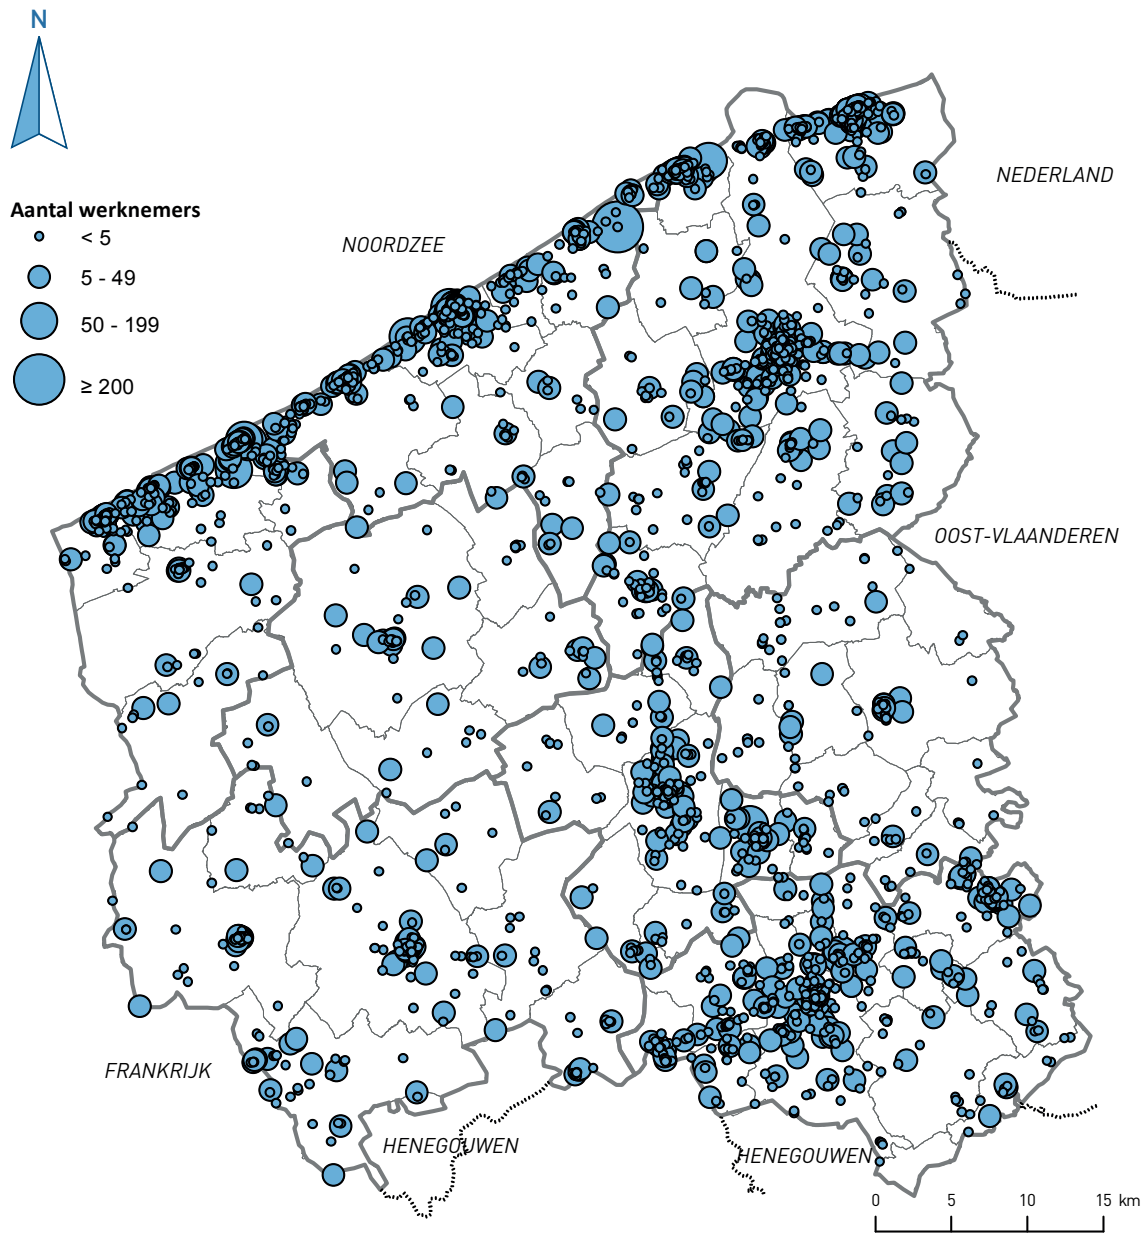 N
NEDERLAND
Aantal werknemers
< 5
NOORDZEE
5 - 49
50 - 199
≥ 200
OOST-VLAANDEREN
FRANKRIJK
HENEGOUWEN
HENEGOUWEN
0 5 10 15 km